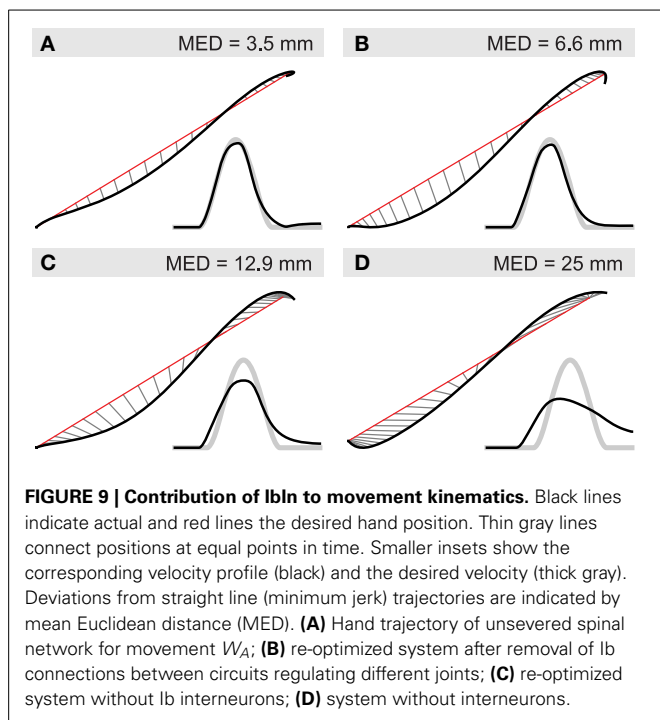 A MED = 3.5 mm
B MED = 6.6 mm
C MED = 12.9 mm
D MED = 25 mm
FIGURE 9 | Contribution of IbIn to movement kinematics. Black lines
indicate actual and red lines the desired hand position. Thin gray lines
connect positions at equal points in time. Smaller insets show the
corresponding velocity profile (black) and the desired velocity (thick gray).
Deviations from straight line (minimum jerk) trajectories are indicated by
mean Euclidean distance (MED). (A) Hand trajectory of unsevered spinal
network for movement W_A; (B) re-optimized system after removal of Ib
connections between circuits regulating different joints; (C) re-optimized
system without Ib interneurons; (D) system without interneurons.